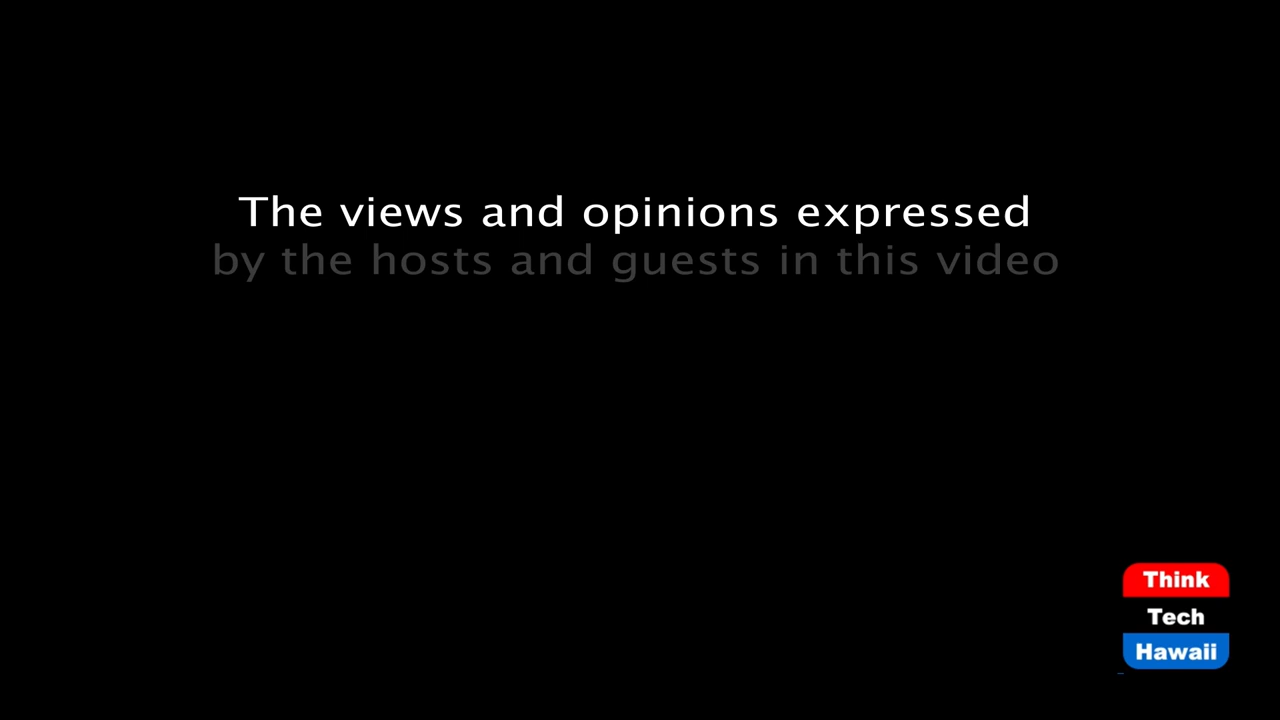 The views and opinions expressed
by the hosts and guests in this video
Think
Tech
Hawaii